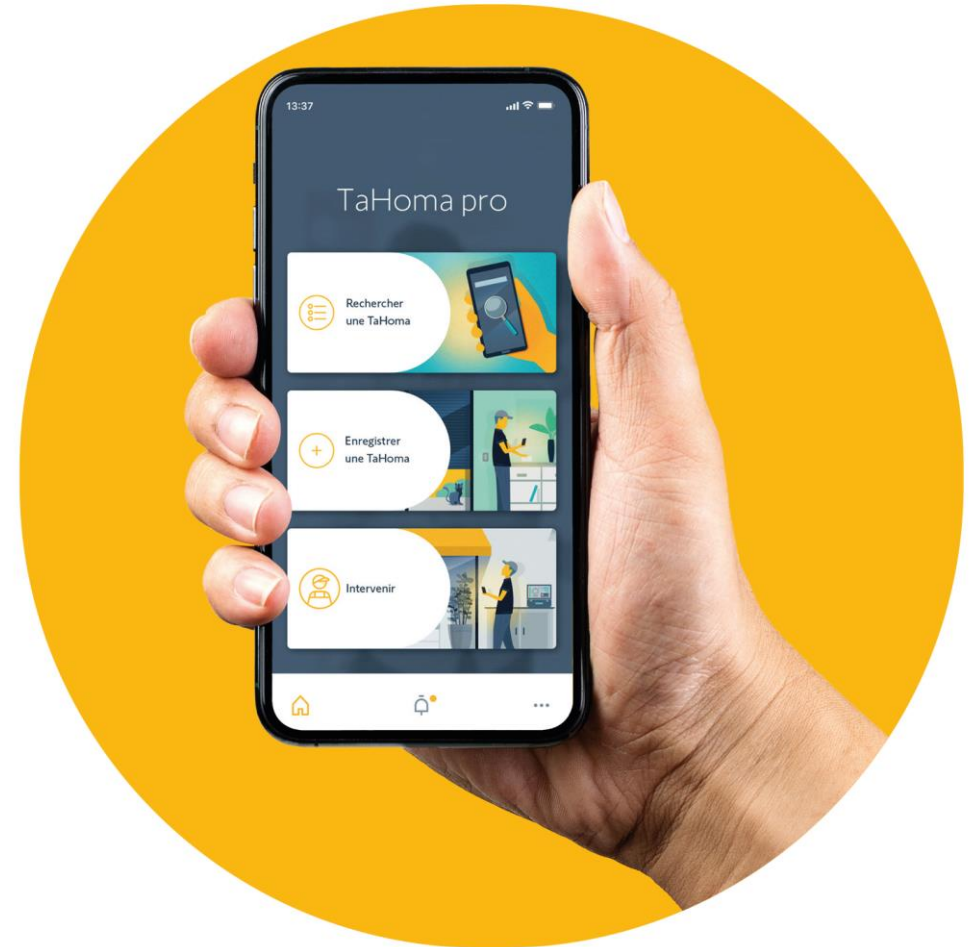 13:37
TaHoma pro
Rechercher
une TaHoma
Enregistrer
une TaHoma
Intervenir